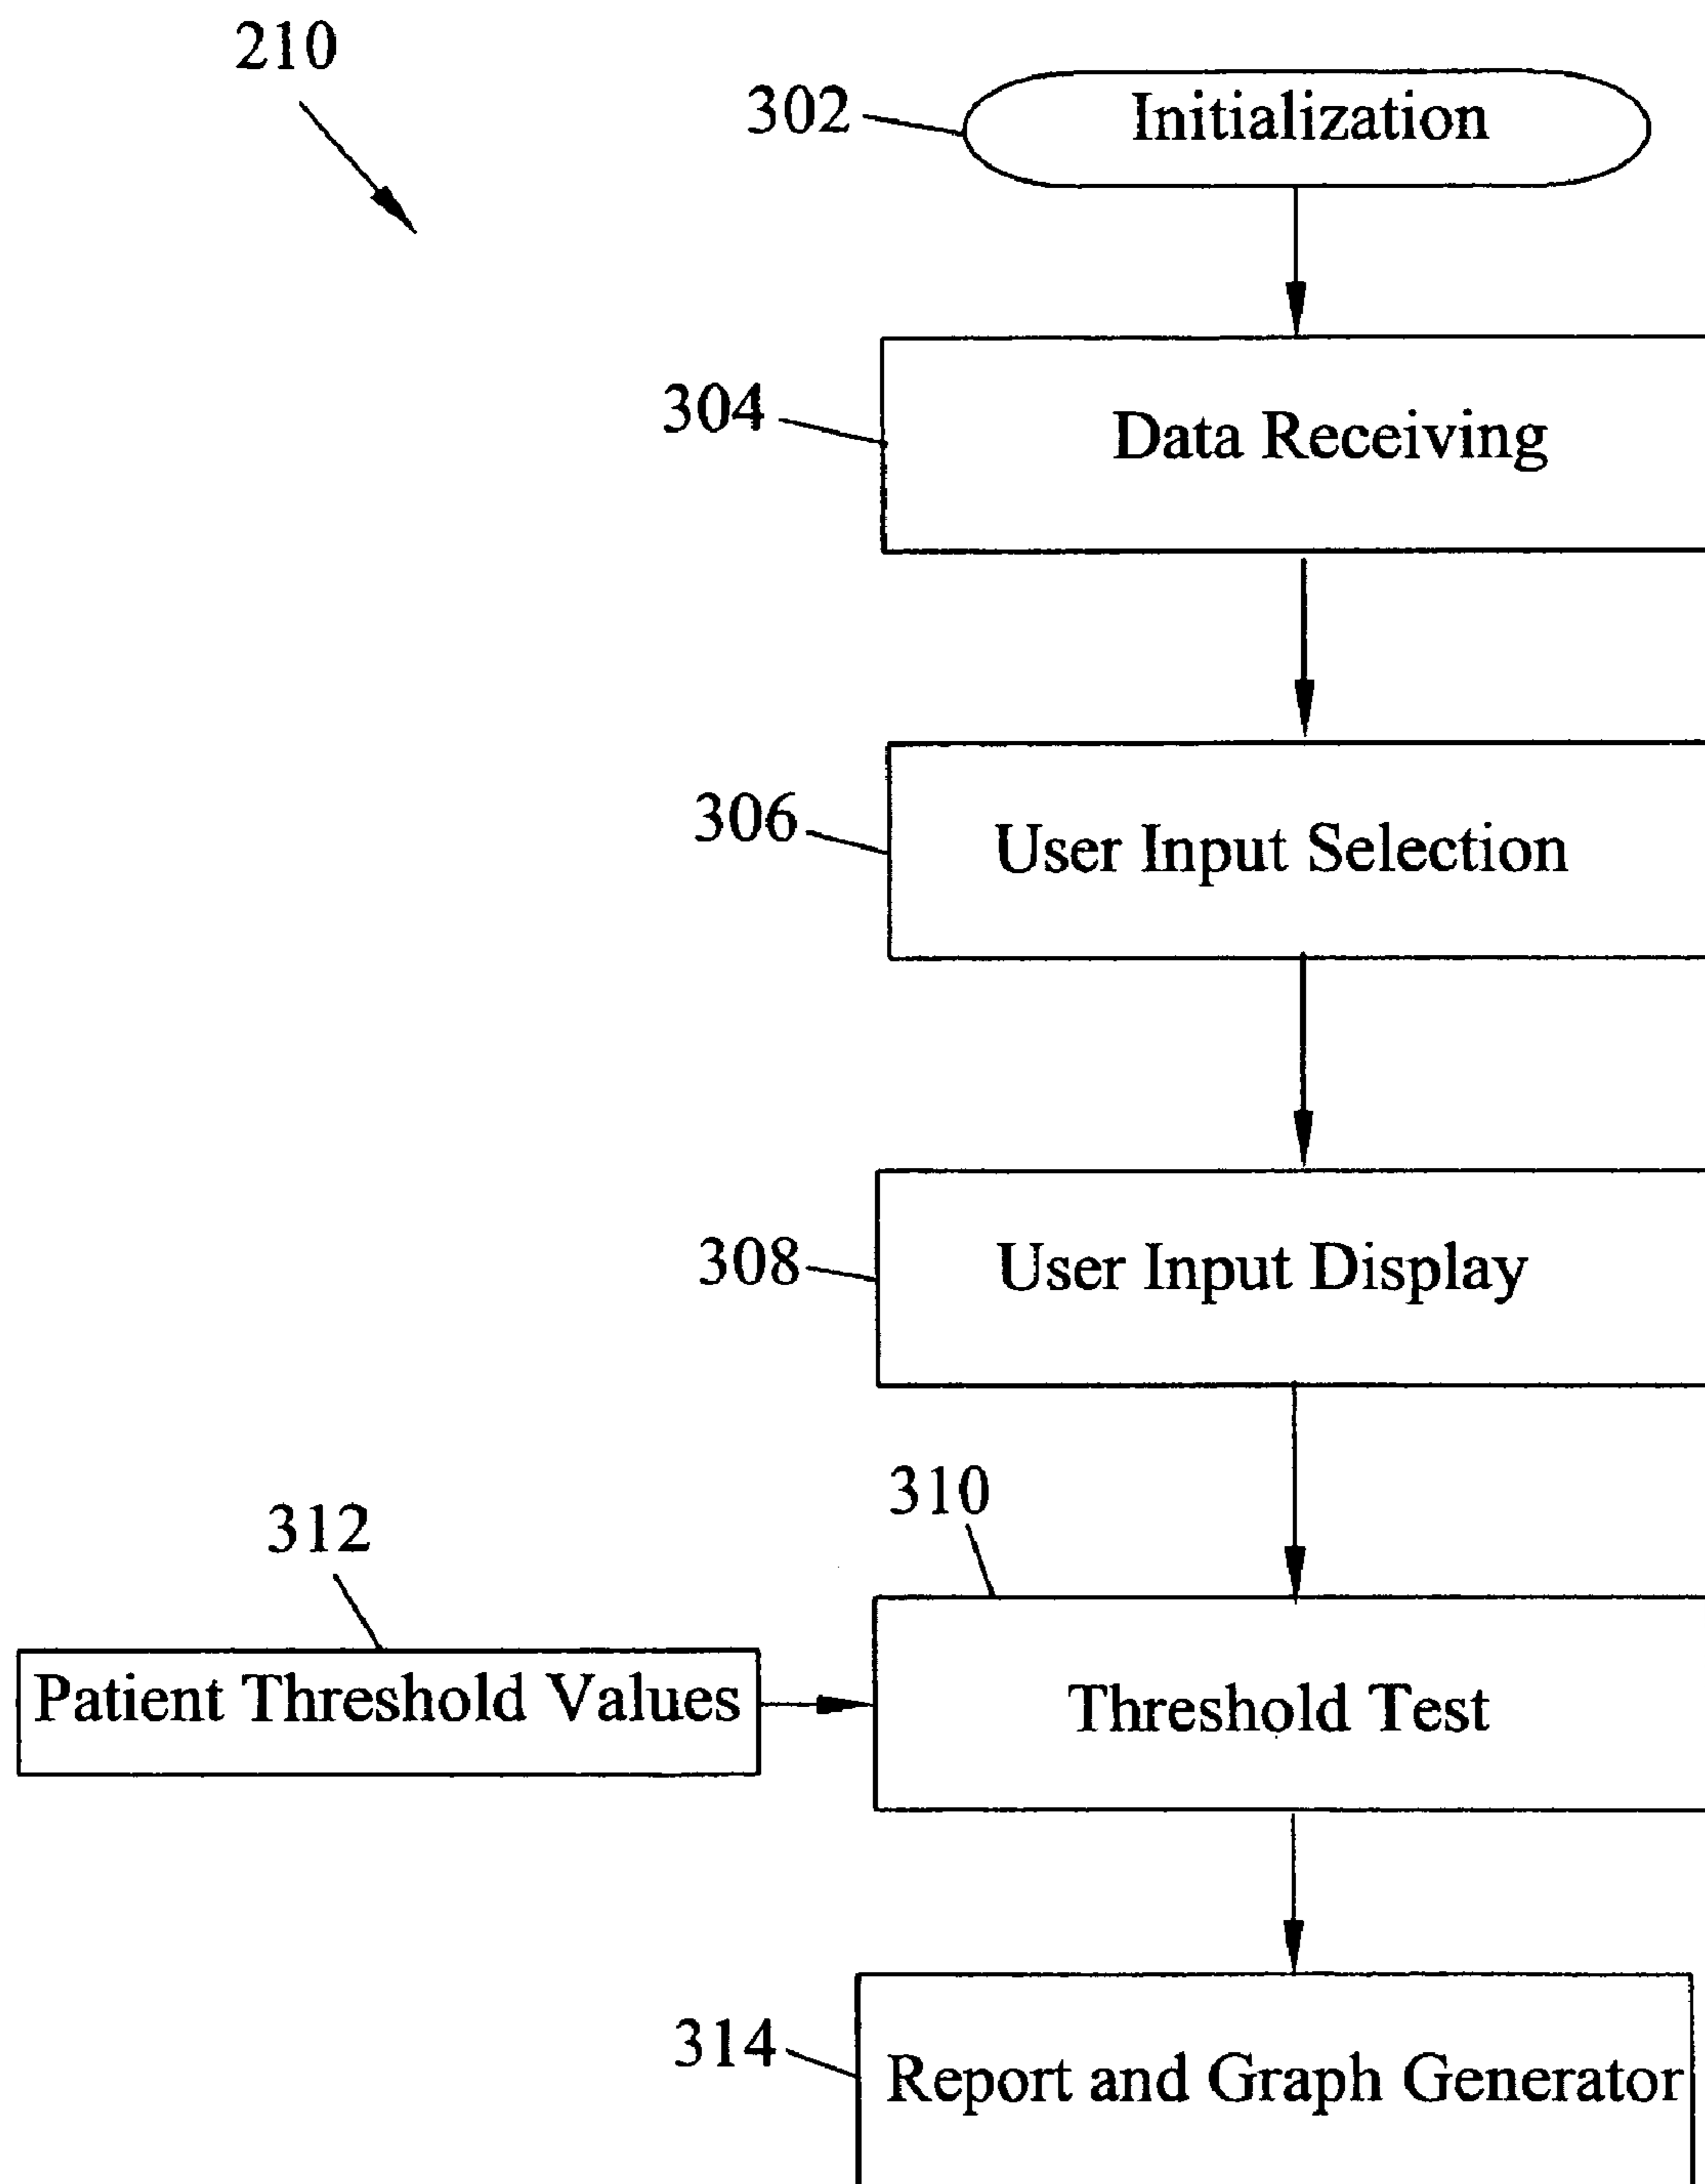 210
302
Initialization
304
Data Receiving
306
User Input Selection
308
User Input Display
310
312
Patient Threshold Values
Threshold Test
314
Report and Graph Generator